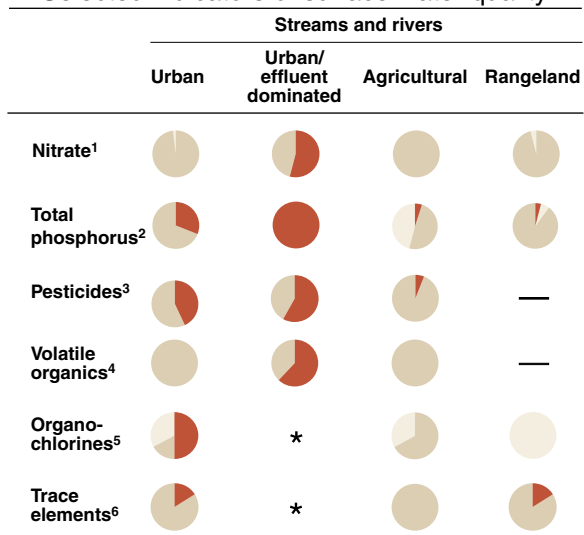 Streams and rivers
Urban
Urban/
effluent
dominated
Agricultural
Rangeland
Nitrate1
Total
phosphorus2
Pesticides3
—
Volatile
organics4
—
Organo-
chlorines5
*
Trace
elements6
*